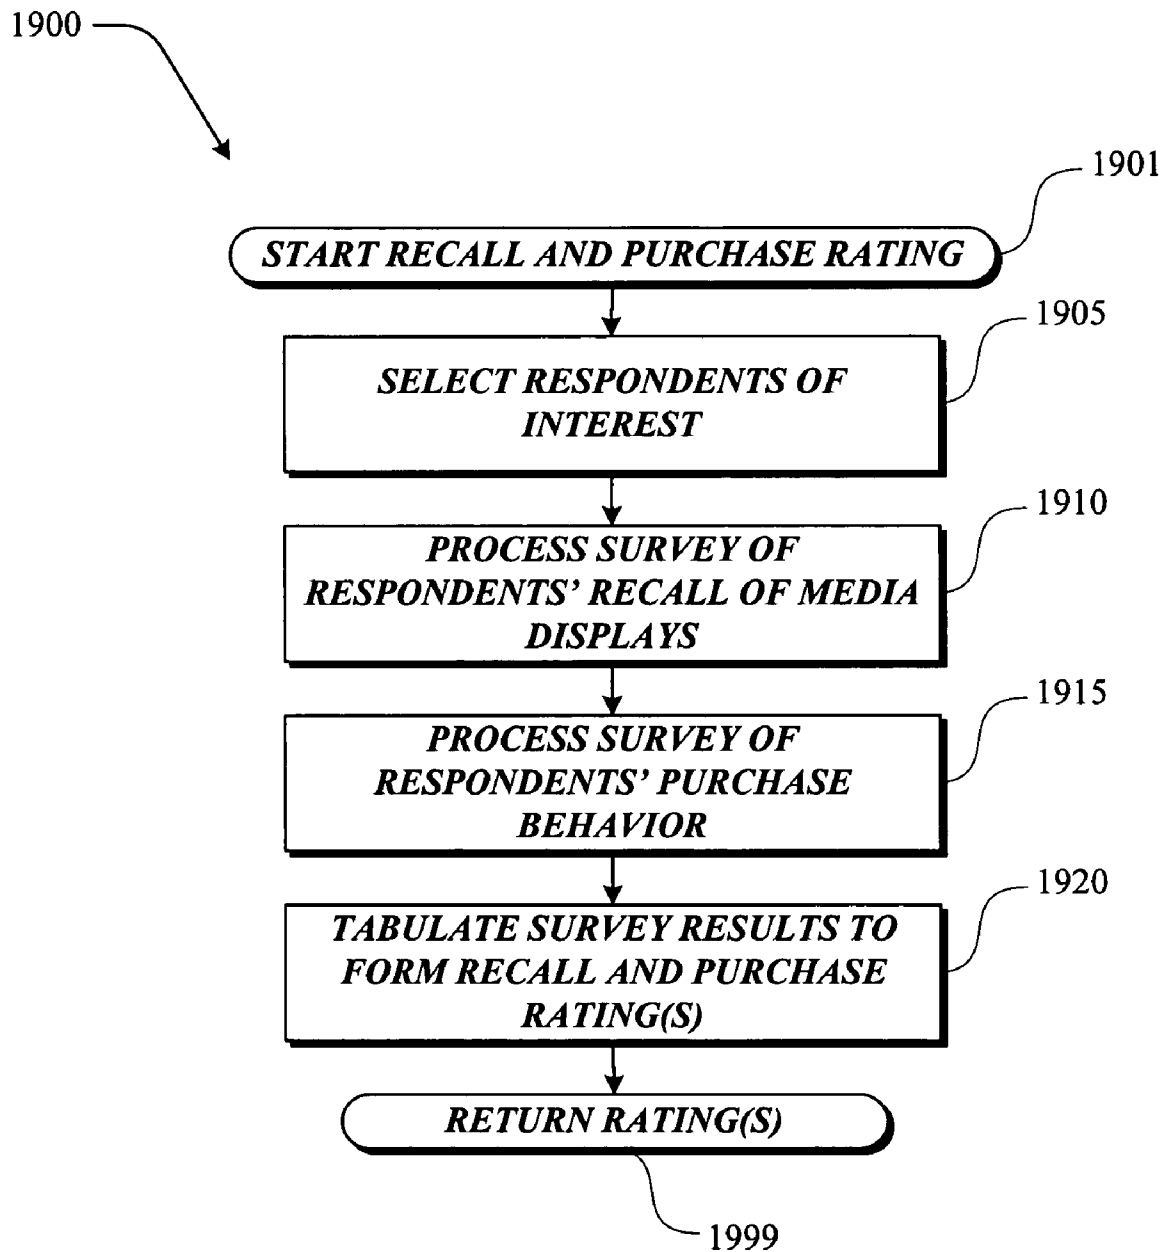 1900
1901
START RECALL AND PURCHASE RATING
1905
SELECT RESPONDENTS OF
INTEREST
1910
PROCESS SURVEY OF
RESPONDENTS’ RECALL OF MEDIA
DISPLAYS
1915
PROCESS SURVEY OF
RESPONDENTS’ PURCHASE
BEHAVIOR
1920
TABULATE SURVEY RESULTS TO
FORM RECALL AND PURCHASE
RATING(S)
RETURN RATING(S)
1999